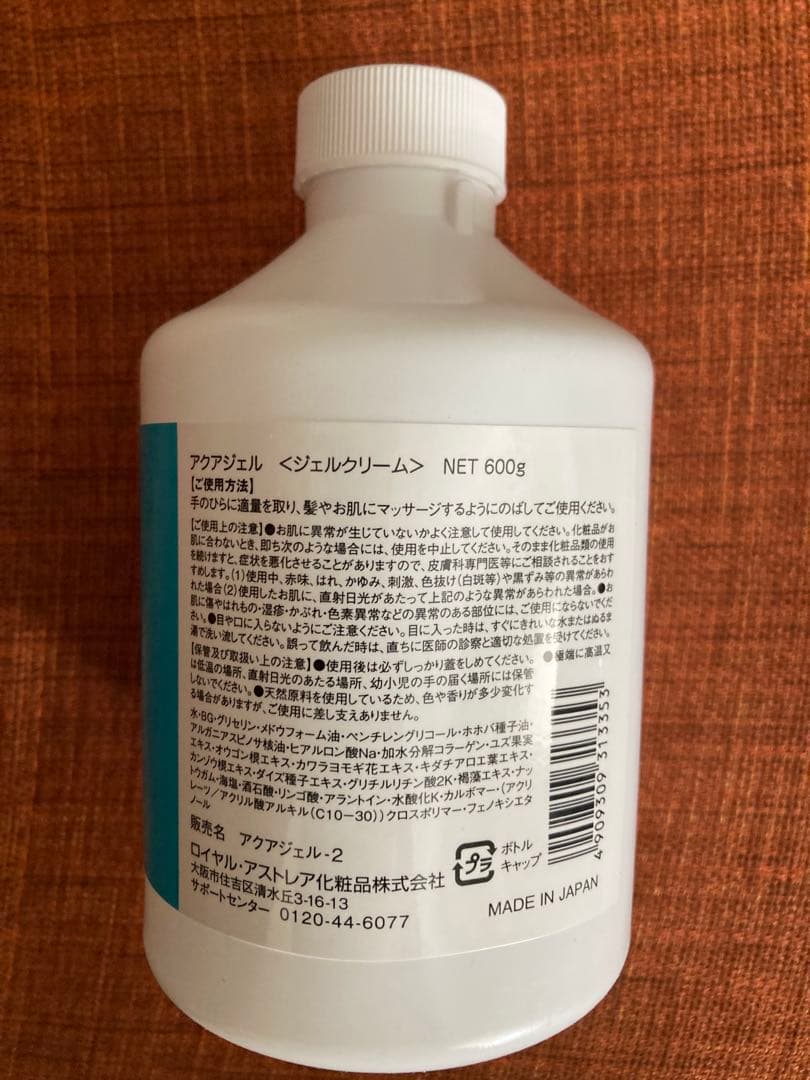 アクアジェル 〈ジェルクリーム〉 NET 600g
【ご使用方法】
手のひらに適量を取り、髪やお肌にマッサージするようにのばしてご使用ください。
【ご使用上の注意】●お肌に異常が生じていないかよく注意して使用してください。化粧品がお
肌に合わないとき、即ち次のような場合には、使用を中止してください。そのまま化粧品類の使用
を続けますと、症状を悪化させることがありますので、皮膚科専門医等にご相談されることをおす
すめします。(1)使用中、赤味、はれ、かゆみ、刺激、色抜け(白斑等)や黒ずみ等の異常があらわ
れた場合(2)使用したお肌に、直射日光があたって上記のような異常があらわれた場合。●お
肌に傷やはれもの・湿疹・かぶれ・色素異常などの異常のある部位には、ご使用にならないでくだ
さい。●目や口に入らないようにご注意ください。目に入った時は、すぐにきれいな水またはぬるま
湯で洗い流してください。誤って飲んだ時は、直ちに医師の診察と適切な処置を受けてください。
【保管及び取扱い上の注意】●使用後は必ずしっかり蓋をしめてください。●極端に高温又
は低温の場所、直射日光のあたる場所、幼小児の手の届く場所には保管
しないでください。●天然原料を使用しているため、色や香りが多少変化す
る場合がありますが、ご使用に差し支えありません。
水・BG・グリセリン・メドウフォーム油・ペンチレングリコール・ホホバ種子油・
アルガニアスピノサ核油・ヒアルロン酸Na・加水分解コラーゲン・ユズ果実
エキス・オウゴン根エキス・カワラヨモギ花エキス・キダチアロエ葉エキス・
カンゾウ根エキス・ダイズ種子エキス・グリチルリチン酸2K・褐藻エキス・ナッ
トウガム・海塩・酒石酸・リンゴ酸・アラントイン・水酸化K・カルボマー・(アクリ
レーツ/アクリル酸アルキル(C10-30))クロスポリマー・フェノキシエタ
ノール
販売名 アクアジェル-2
ロイヤル・アストレア化粧品株式会社
大阪市住吉区清水丘3-16-13
サポートセンター 0120-44-6077
プラ
ボトル
キャップ
MADE IN JAPAN
4909309313353